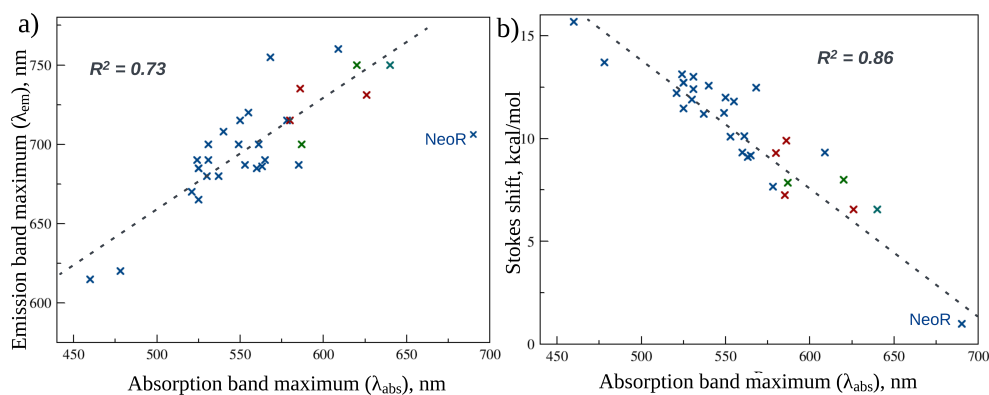 a)
Emission band maximum (λem), nm
R² = 0.73
NeoR
750
700
650
600
450 500 550 600 650 700
Absorption band maximum (λabs), nm
b)
Stokes shift, kcal/mol
R² = 0.86
NeoR
15
10
5
0
450 500 550 600 650 700
Absorption band maximum (λabs), nm